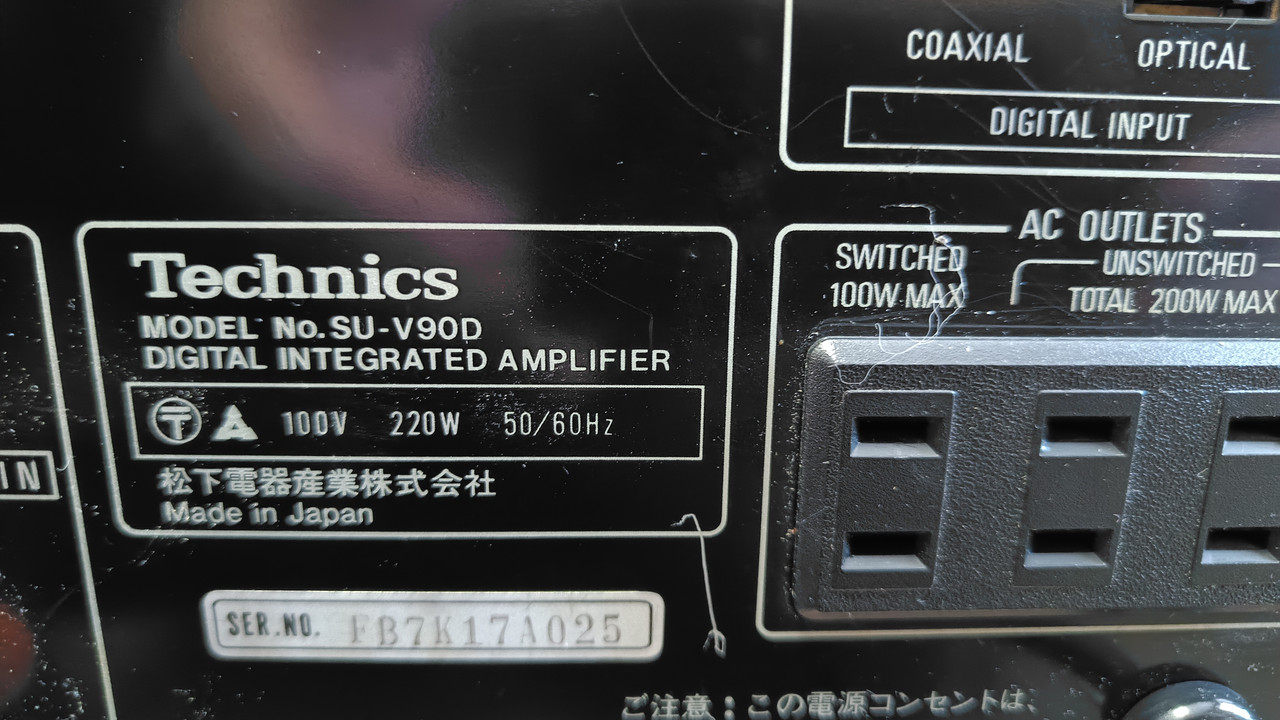 COAXIAL OPTICAL
DIGITAL INPUT
Technics
MODEL No. SU-V90D
DIGITAL INTEGRATED AMPLIFIER
100V 220W 50/60Hz
松下電器産業株式会社
Made in Japan
IN
AC OUTLETS
SWITCHED
100W MAX
UNSWITCHED
TOTAL 200W MAX
SER.NO. FB7K17A025
ご注意：この電源コンセントは、